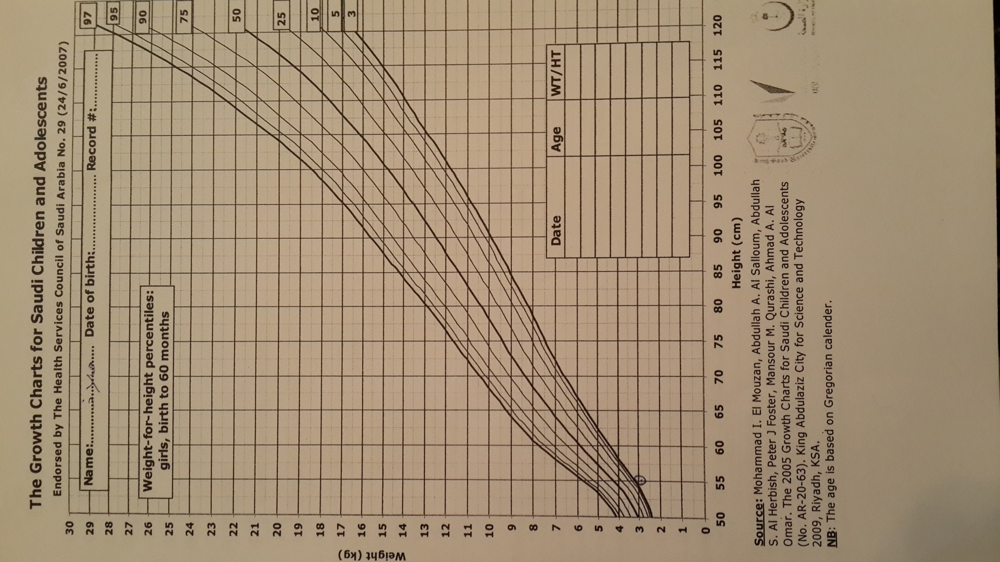 The Growth Charts for Saudi Children and Adolescents
Endorsed by The Health Services Council of Saudi Arabia No. 29 (24/6/2007)
Name:.......... Date of birth:.......... Record #:..........
Weight-for-height percentiles:
girls, birth to 60 months
97
95
90
75
50
25
10
5
3
Weight (kg)
30
29
28
27
26
25
24
23
22
21
20
19
18
17
16
15
14
13
12
11
10
9
8
7
6
5
4
3
2
1
0
Date Age WT/HT
50 55 60 65 70 75 80 85 90 95 100 105 110 115 120
Height (cm)
Source: Mohammad I. El Mouzan, Abdullah A. Al Salloum, Abdullah
S. Al Herbish, Peter J Foster, Mansour M. Qurashi, Ahmad A. Al
Omar. The 2005 Growth Charts for Saudi Children and Adolescents
(No. AR-20-63). King Abdulaziz City for Science and Technology
2009, Riyadh, KSA.
NB: The age is based on Gregorian calender.